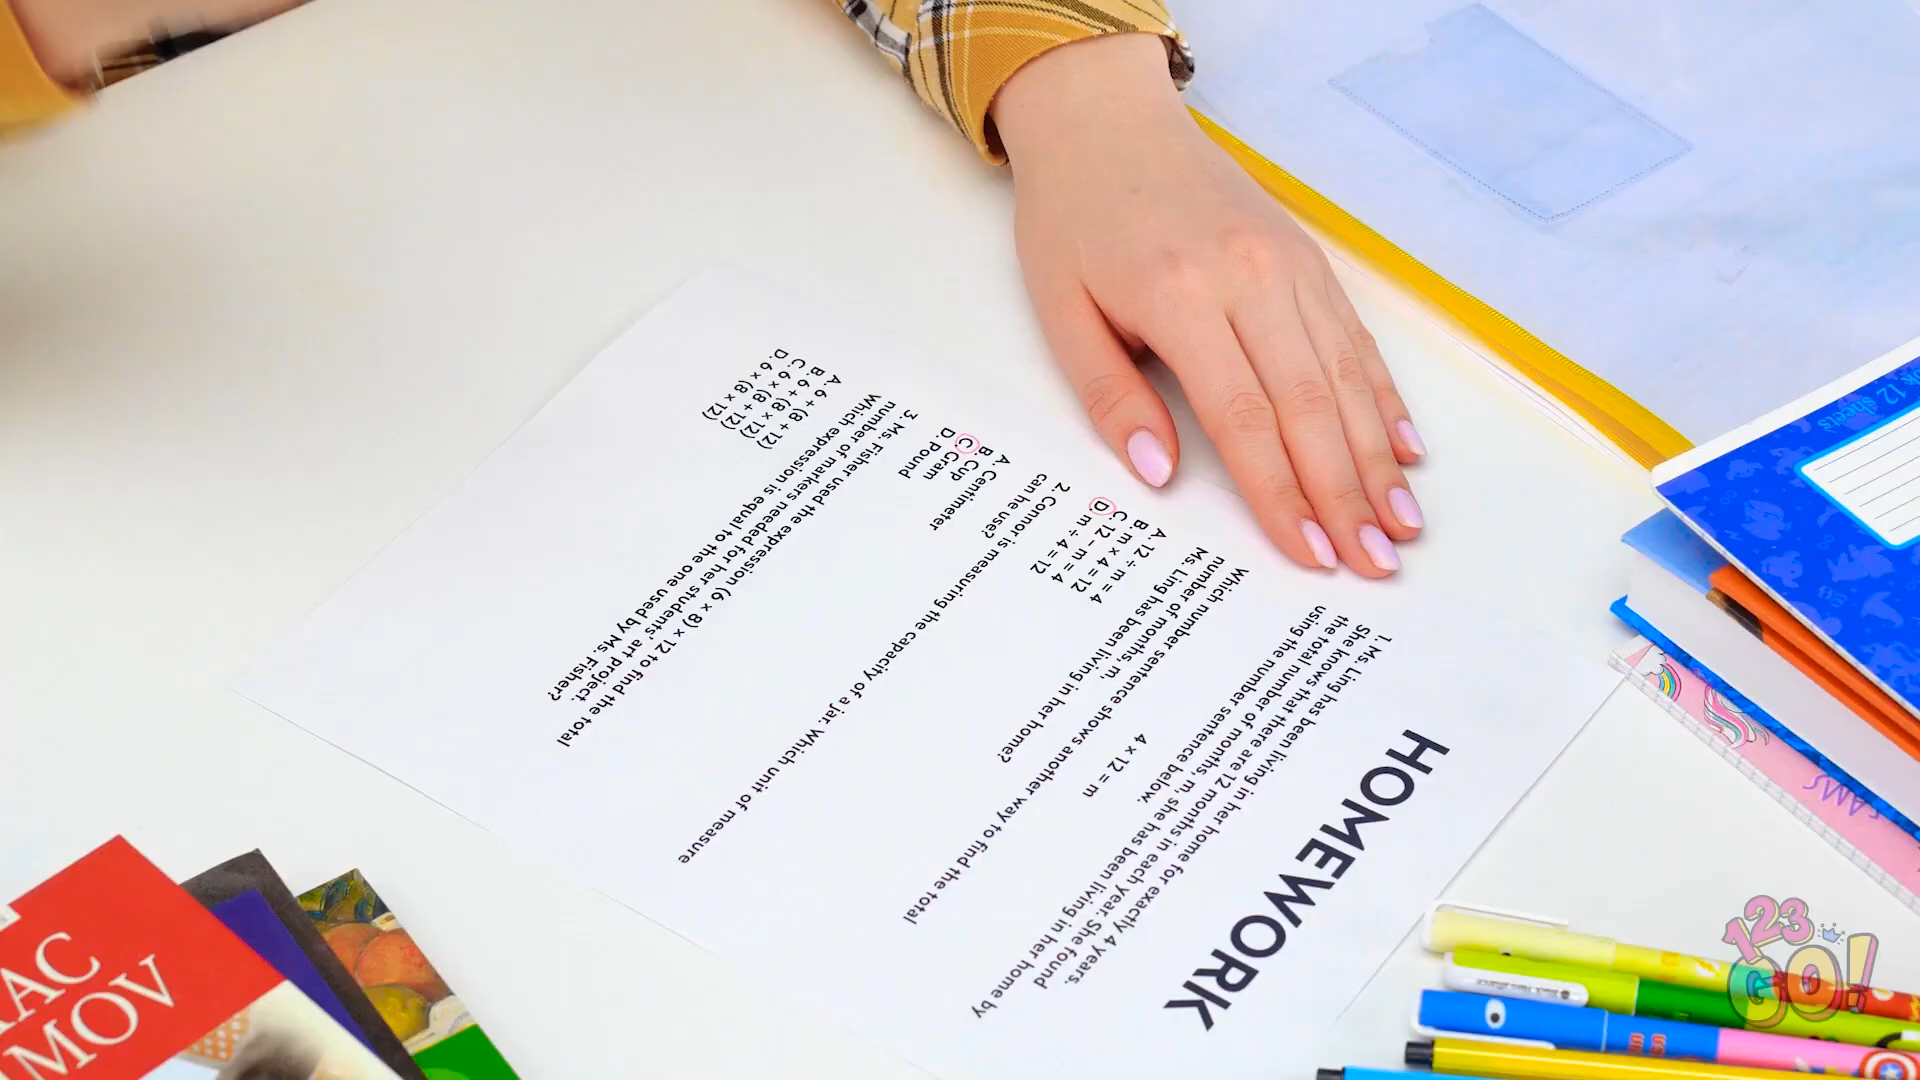 HOMEWORK
1. Ms. Ling has been living in her home for exactly 4 years.
She knows that there are 12 months in each year. She found
the total number of months, m, she has been living in her home by
using the number sentence below.
4 × 12 = m
Which number sentence shows another way to find the total
number of months, m,
Ms. Ling has been living in her home?
A. 12 ÷ m = 4
B. m × 4 = 12
C. 12 − m = 4
D. m ÷ 4 = 12
2. Connor is measuring the capacity of a jar. Which unit of measure
can he use?
A. Centimeter
B. Cup
C. Gram
D. Pound
3. Ms. Fisher used the expression (6 × 8) × 12 to find the total
number of markers needed for her students' art project.
Which expression is equal to the one used by Ms. Fisher?
A. 6 + (8 + 12)
B. 6 + (8 × 12)
C. 6 × (8 + 12)
D. 6 × (8 × 12)
12 sheets
AAC
MOV
SAMS
123
GO!